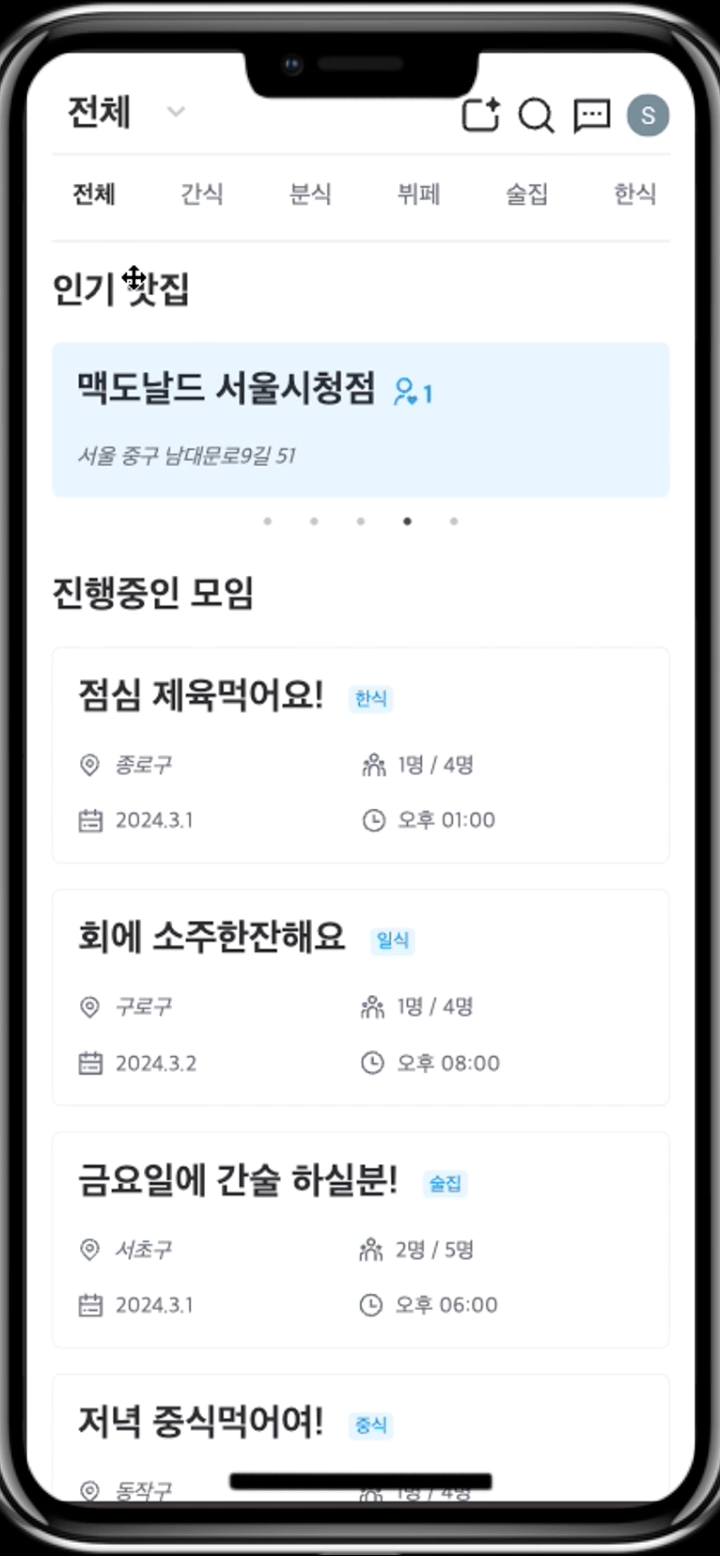 전체
S
전체 간식 분식 뷔페 술집 한식
인기 맛집
맥도날드 서울시청점 1
서울 중구 남대문로9길 51
진행중인 모임
점심 제육먹어요! 한식
종로구 1명 / 4명
2024.3.1 오후 01:00
회에 소주한잔해요 일식
구로구 1명 / 4명
2024.3.2 오후 08:00
금요일에 간술 하실분! 술집
서초구 2명 / 5명
2024.3.1 오후 06:00
저녁 중식먹어여! 중식
동작구 1명 / 4명